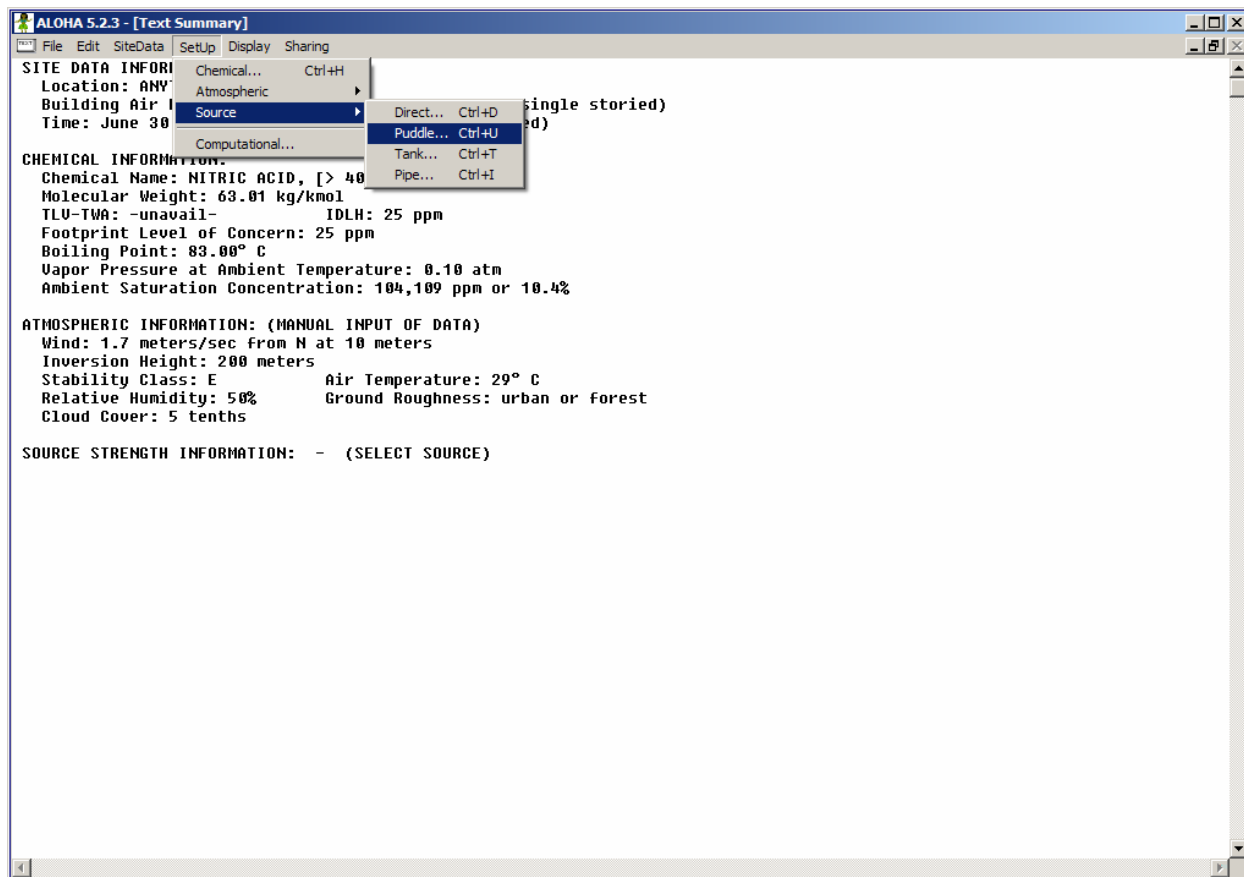 ALOHA 5.2.3 - [Text Summary]
File Edit SiteData SetUp Display Sharing
SITE DATA INFOR
Chemical... Ctrl+H
Location: ANY
Atmospheric
Building Air
Source
Direct... Ctrl+D
single storied)
Time: June 30
Puddle... Ctrl+U
ed)
Computational...
Tank... Ctrl+T
Pipe... Ctrl+I
CHEMICAL INFORMATION:
Chemical Name: NITRIC ACID, [> 40
Molecular Weight: 63.01 kg/kmol
TLV-TWA: -unavail- IDLH: 25 ppm
Footprint Level of Concern: 25 ppm
Boiling Point: 83.00° C
Vapor Pressure at Ambient Temperature: 0.10 atm
Ambient Saturation Concentration: 104,109 ppm or 10.4%
ATMOSPHERIC INFORMATION: (MANUAL INPUT OF DATA)
Wind: 1.7 meters/sec from N at 10 meters
Inversion Height: 200 meters
Stability Class: E Air Temperature: 29° C
Relative Humidity: 50% Ground Roughness: urban or forest
Cloud Cover: 5 tenths
SOURCE STRENGTH INFORMATION: - (SELECT SOURCE)